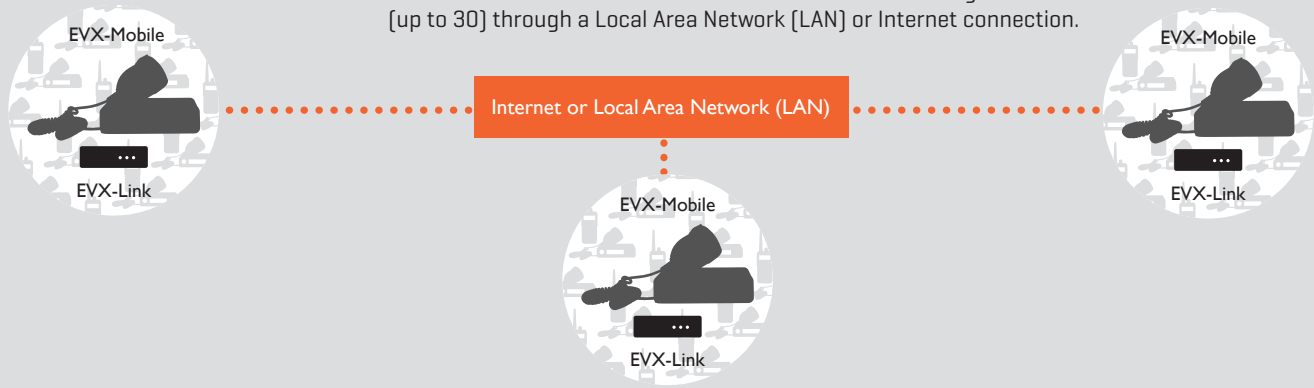 (up to 30) through a Local Area Network (LAN) or Internet connection.
EVX-Mobile
EVX-Link
Internet or Local Area Network (LAN)
EVX-Mobile
EVX-Link
EVX-Mobile
EVX-Link